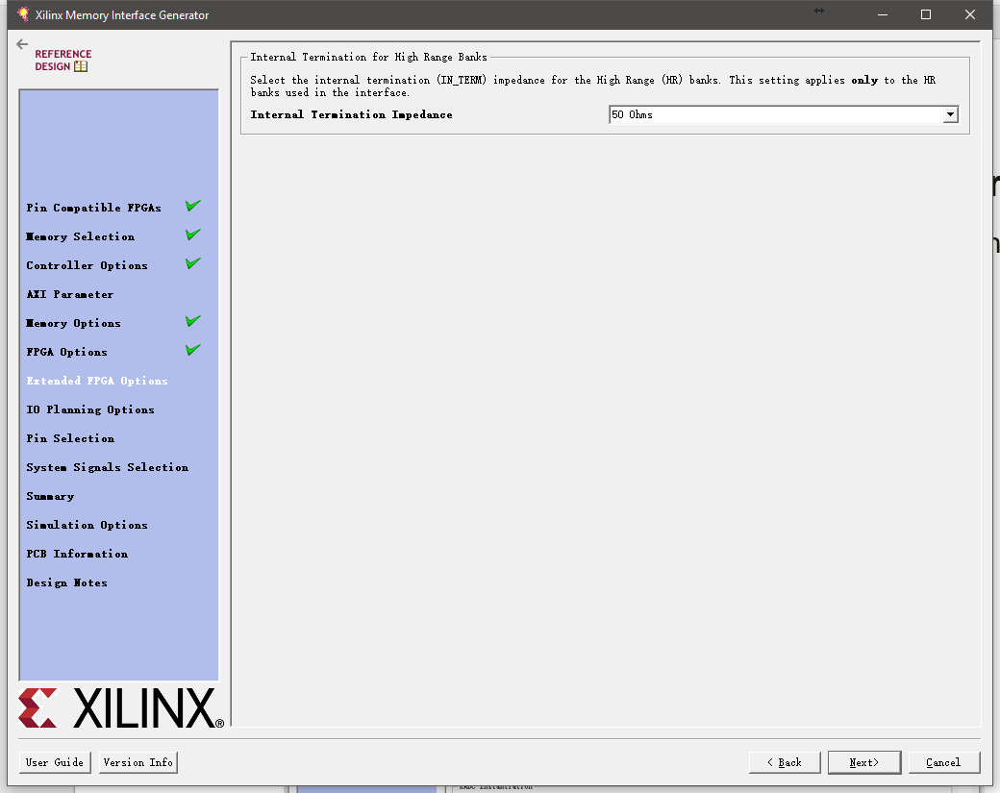 Xilinx Memory Interface Generator
REFERENCE
DESIGN
Internal Termination for High Range Banks
Select the internal termination (IN_TERM) impedance for the High Range (HR) banks. This setting applies only to the HR
banks used in the interface.
Internal Termination Impedance
50 Ohms
Pin Compatible FPGAs
Memory Selection
Controller Options
AXI Parameter
Memory Options
FPGA Options
Extended FPGA Options
IO Planning Options
Pin Selection
System Signals Selection
Summary
Simulation Options
PCB Information
Design Notes
XILINX®
User Guide
Version Info
< Back
Next>
Cancel